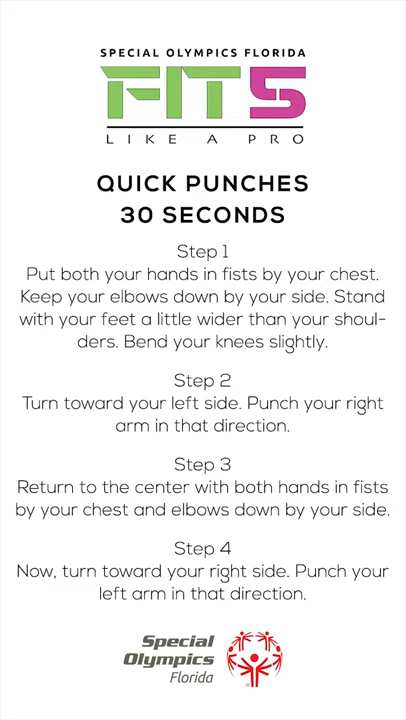 SPECIAL OLYMPICS FLORIDA
FIT5
LIKE A PRO
QUICK PUNCHES
30 SECONDS
Step 1
Put both your hands in fists by your chest.
Keep your elbows down by your side. Stand
with your feet a little wider than your shoul-
ders. Bend your knees slightly.
Step 2
Turn toward your left side. Punch your right
arm in that direction.
Step 3
Return to the center with both hands in fists
by your chest and elbows down by your side.
Step 4
Now, turn toward your right side. Punch your
left arm in that direction.
Special
Olympics
Florida